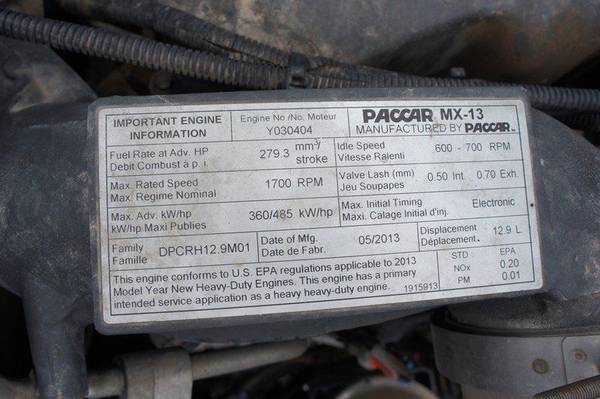 IMPORTANT ENGINE INFORMATION
Engine No /No. Moteur
Y030404
PACCAR MX-13
MANUFACTURED BY PACCAR INC
Fuel Rate at Adv. HP
Debit Combust à p. i.
279.3 mm³/stroke
Idle Speed
Vitesse Ralenti
600 - 700 RPM
Max. Rated Speed
Max. Regime Nominal
1700 RPM
Valve Lash (mm)
Jeu Soupapes
0.50 Int. 0.70 Exh.
Max. Adv. kW/hp
kW/hp Maxi Publies
360/485 kW/hp
Max. Initial Timing
Maxi. Calage Initial d'inj.
Electronic
Family
Famille
DPCRH12.9M01
Date of Mfg.
Date de Fabr.
05/2013
Displacement
Déplacement.
12.9 L
This engine conforms to U.S. EPA regulations applicable to 2013
Model Year New Heavy-Duty Engines. This engine has a primary
intended service application as a heavy heavy-duty engine.
1915913
STD EPA
NOx 0.20
PM 0.01